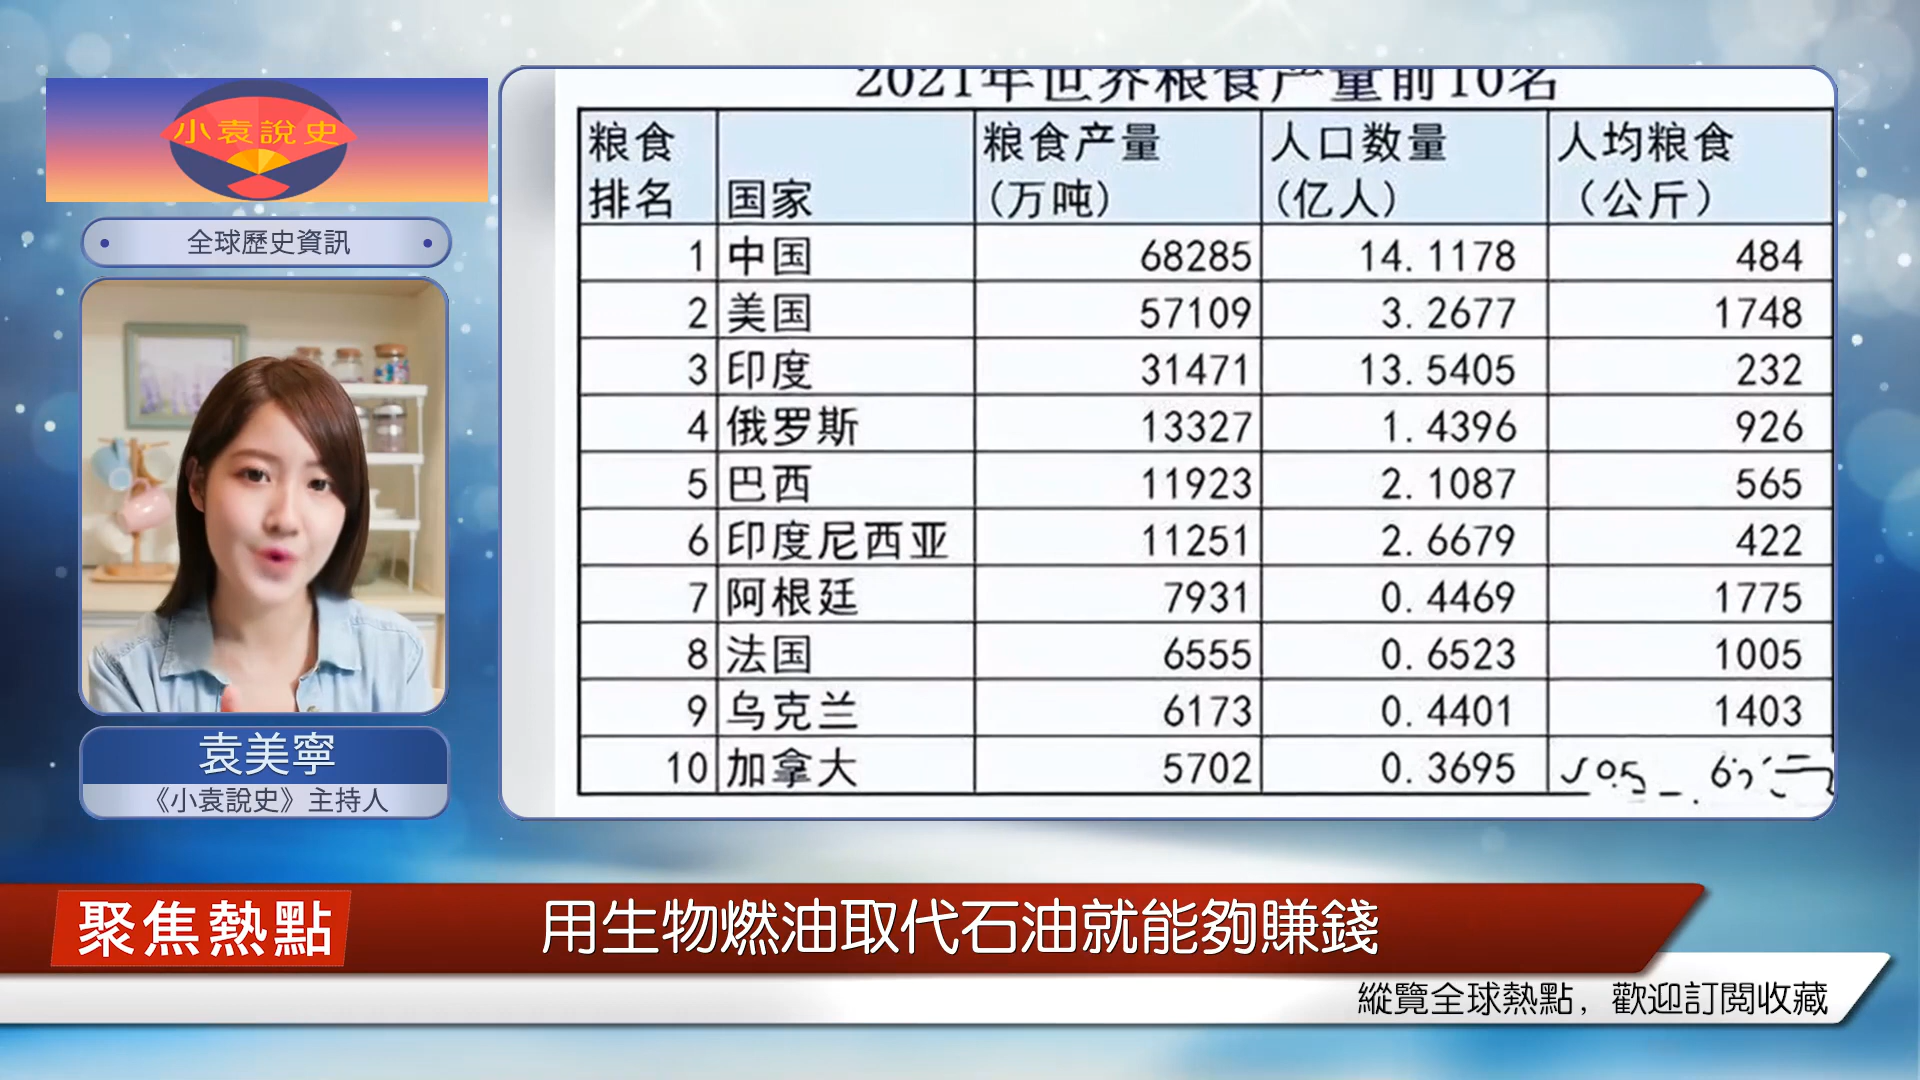 小袁說史
全球歷史資訊
袁美寧
《小袁說史》主持人
2021年世界粮食产量前10名
粮食排名 国家 粮食产量(万吨) 人口数量(亿人) 人均粮食(公斤)
1 中国 68285 14.1178 484
2 美国 57109 3.2677 1748
3 印度 31471 13.5405 232
4 俄罗斯 13327 1.4396 926
5 巴西 11923 2.1087 565
6 印度尼西亚 11251 2.6679 422
7 阿根廷 7931 0.4469 1775
8 法国 6555 0.6523 1005
9 乌克兰 6173 0.4401 1403
10 加拿大 5702 0.3695
聚焦熱點
用生物燃油取代石油就能夠賺錢
縱覽全球熱點，歡迎訂閱收藏